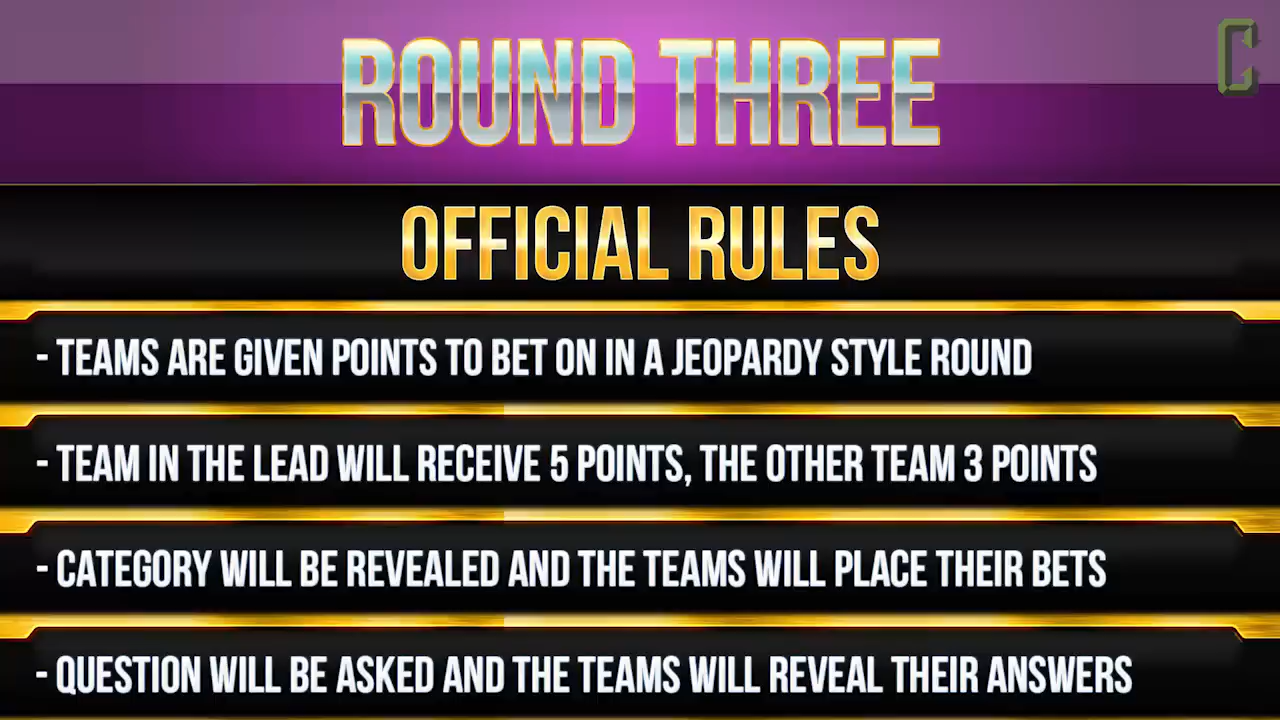 ROUND THREE
OFFICIAL RULES
- TEAMS ARE GIVEN POINTS TO BET ON IN A JEOPARDY STYLE ROUND
- TEAM IN THE LEAD WILL RECEIVE 5 POINTS, THE OTHER TEAM 3 POINTS
- CATEGORY WILL BE REVEALED AND THE TEAMS WILL PLACE THEIR BETS
- QUESTION WILL BE ASKED AND THE TEAMS WILL REVEAL THEIR ANSWERS
C